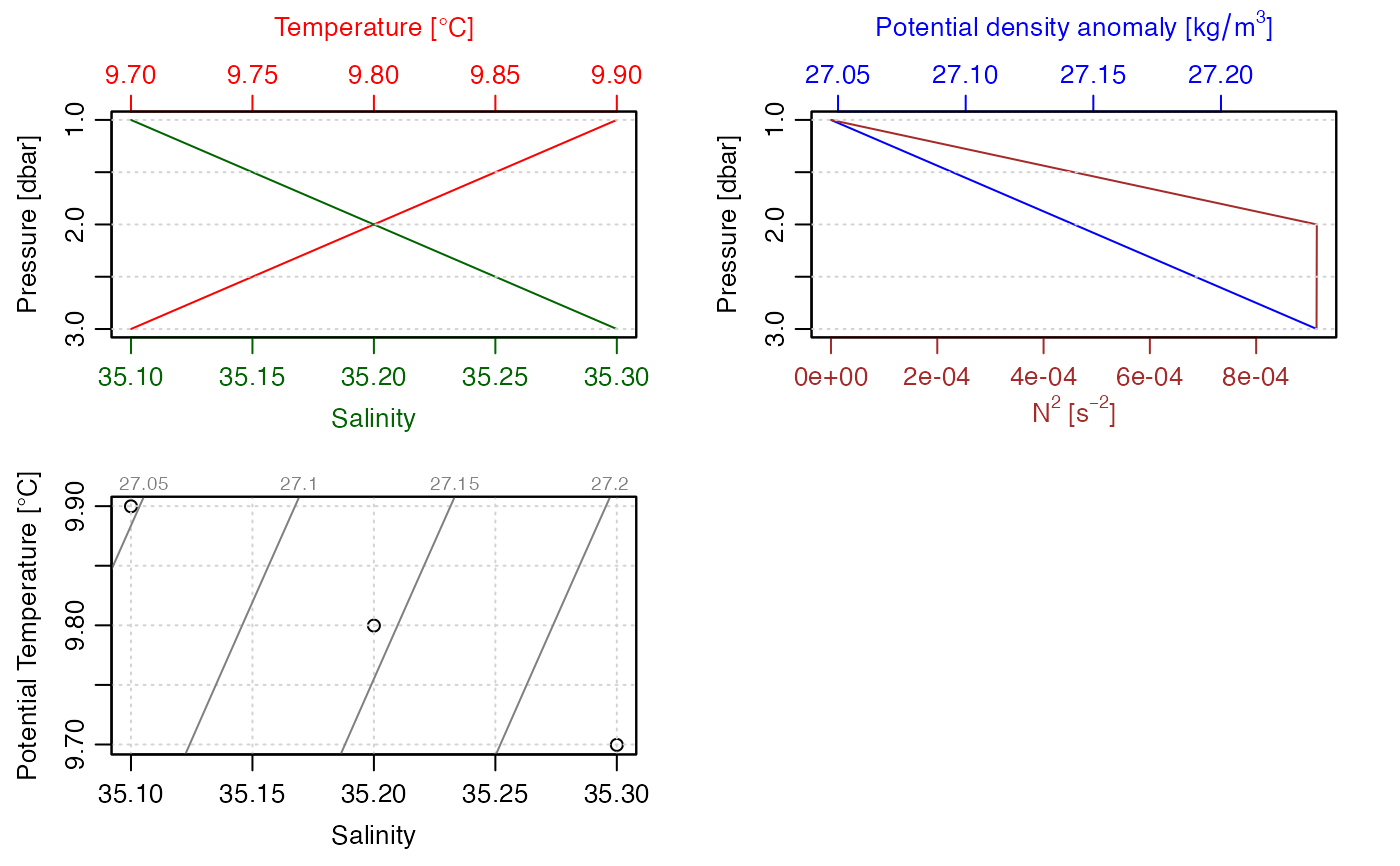 Temperature [°C]
9.70 9.75 9.80 9.85 9.90
Pressure [dbar]
1.0
2.0
3.0
35.10 35.15 35.20 35.25 35.30
Salinity
Potential density anomaly [kg/m³]
27.05 27.10 27.15 27.20
Pressure [dbar]
1.0
2.0
3.0
0e+00 2e-04 4e-04 6e-04 8e-04
N² [s⁻²]
27.05 27.1 27.15 27.2
Potential Temperature [°C]
9.90
9.80
9.70
35.10 35.15 35.20 35.25 35.30
Salinity